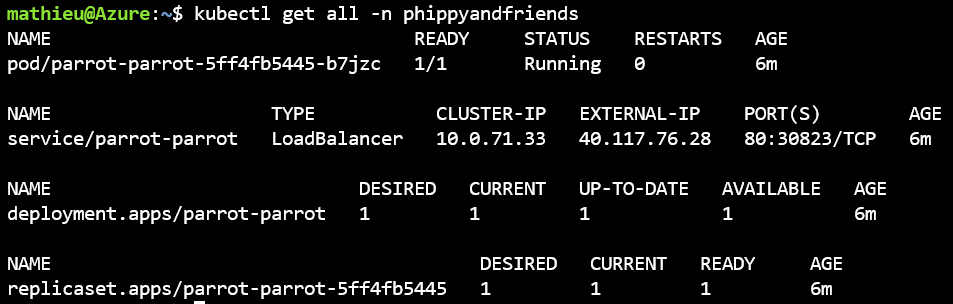 mathieu@Azure:~$ kubectl get all -n phippyandfriends
NAME READY STATUS RESTARTS AGE
pod/parrot-parrot-5ff4fb5445-b7jzc 1/1 Running 0 6m
NAME TYPE CLUSTER-IP EXTERNAL-IP PORT(S) AGE
service/parrot-parrot LoadBalancer 10.0.71.33 40.117.76.28 80:30823/TCP 6m
NAME DESIRED CURRENT UP-TO-DATE AVAILABLE AGE
deployment.apps/parrot-parrot 1 1 1 1 6m
NAME DESIRED CURRENT READY AGE
replicaset.apps/parrot-parrot-5ff4fb5445 1 1 1 6m